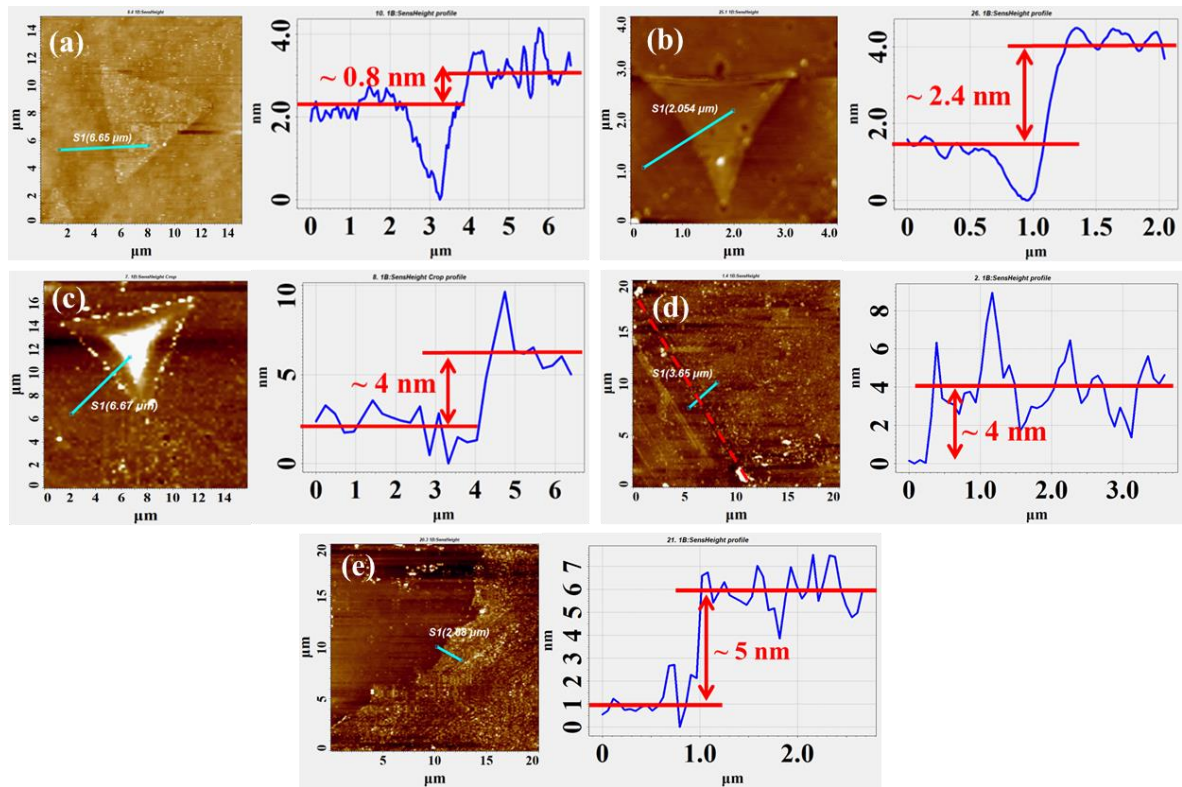 (a)
S1(6.65 µm)
14
12
10
8
6
4
2
0
µm
2 4 6 8 10 12 14
µm
10. 1B:SensHeight profile
4.0
2.0
0
nm
~ 0.8 nm
0 1 2 3 4 5 6
µm
(b)
S1(2.054 µm)
4.0
3.0
2.0
1.0
0
µm
0 1.0 2.0 3.0 4.0
µm
26. 1B:SensHeight profile
4.0
2.0
0
nm
~ 2.4 nm
0 0.5 1.0 1.5 2.0
µm
7. 1B:SensHeight Crop
(c)
S1(6.67 µm)
16
14
12
10
8
6
4
2
0
µm
0 2 4 6 8 10 12 14
µm
8. 1B:SensHeight Crop profile
10
5
0
nm
~ 4 nm
0 1 2 3 4 5 6
µm
(d)
S1(3.65 µm)
20
15
10
5
0
µm
0 5 10 15 20
µm
2. 1B:SensHeight profile
8
6
4
2
0
nm
~ 4 nm
0 1.0 2.0 3.0
µm
(e)
20
15
10
5
0
µm
0 5 10 15 20
µm
21. 1B:SensHeight profile
0 1 2 3 4 5 6 7
nm
~ 5 nm
0 1.0 2.0
µm